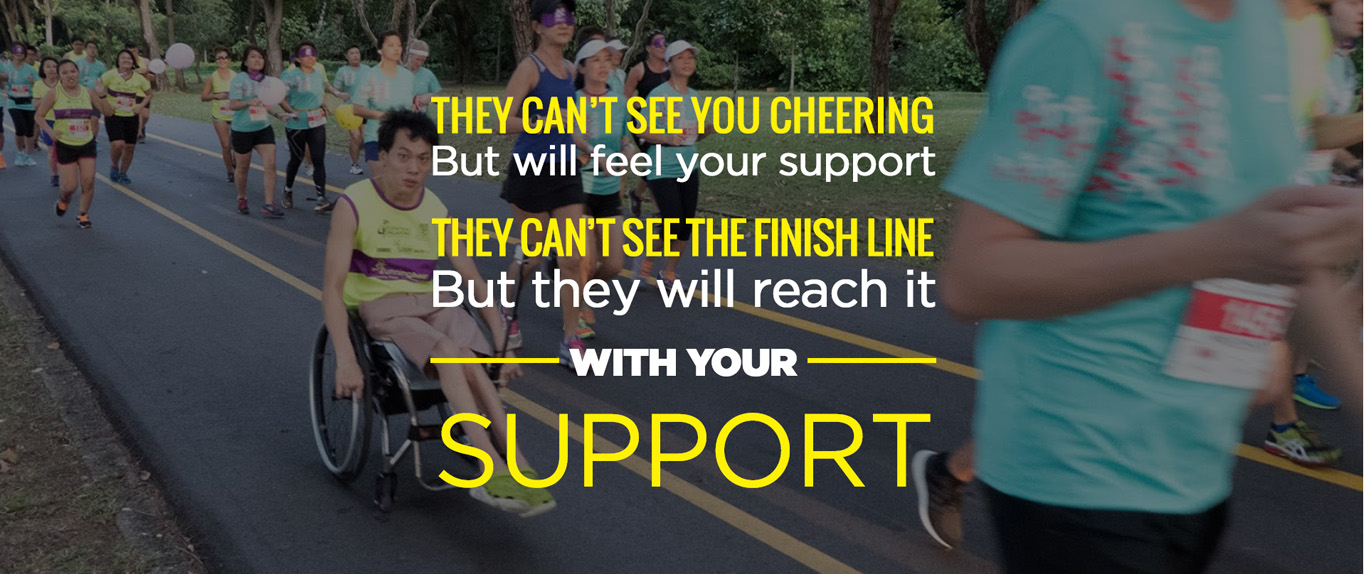 THEY CAN'T SEE YOU CHEERING
But will feel your support
THEY CAN'T SEE THE FINISH LINE
But they will reach it
WITH YOUR
SUPPORT